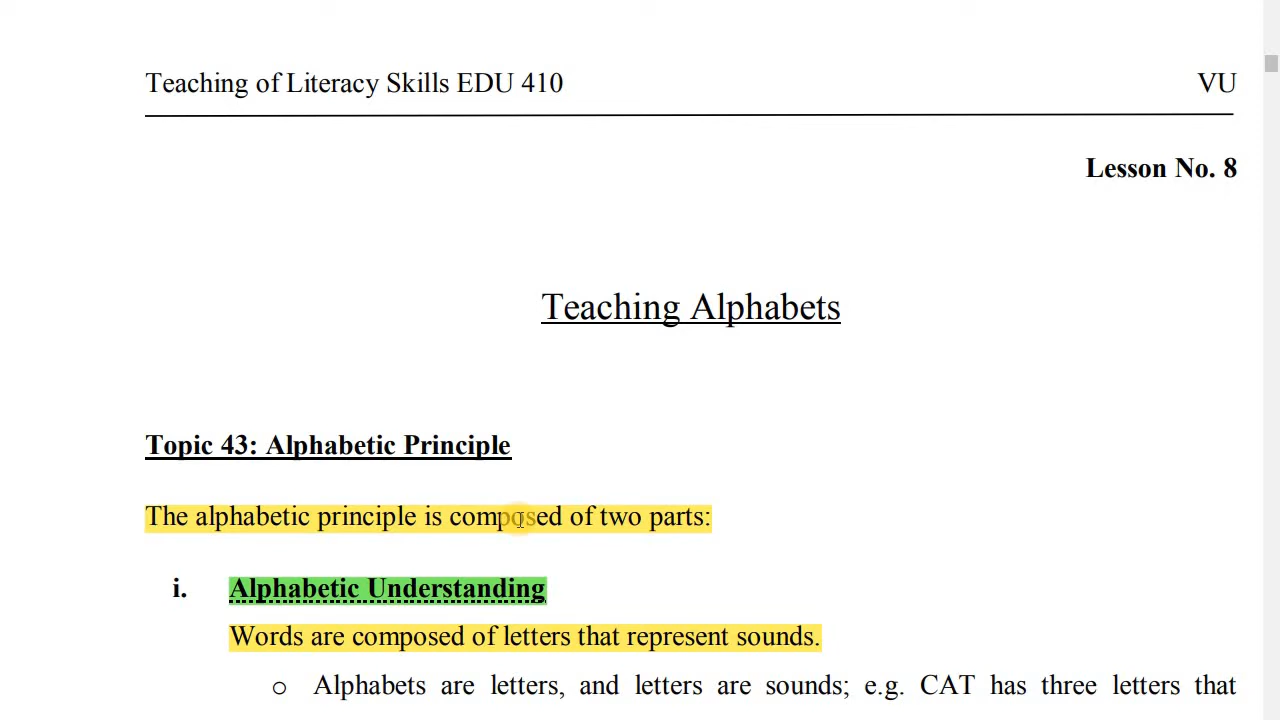 Teaching of Literacy Skills EDU 410 VU
Lesson No. 8
Teaching Alphabets
Topic 43: Alphabetic Principle
The alphabetic principle is composed of two parts:
i. Alphabetic Understanding
Words are composed of letters that represent sounds.
o Alphabets are letters, and letters are sounds; e.g. CAT has three letters that